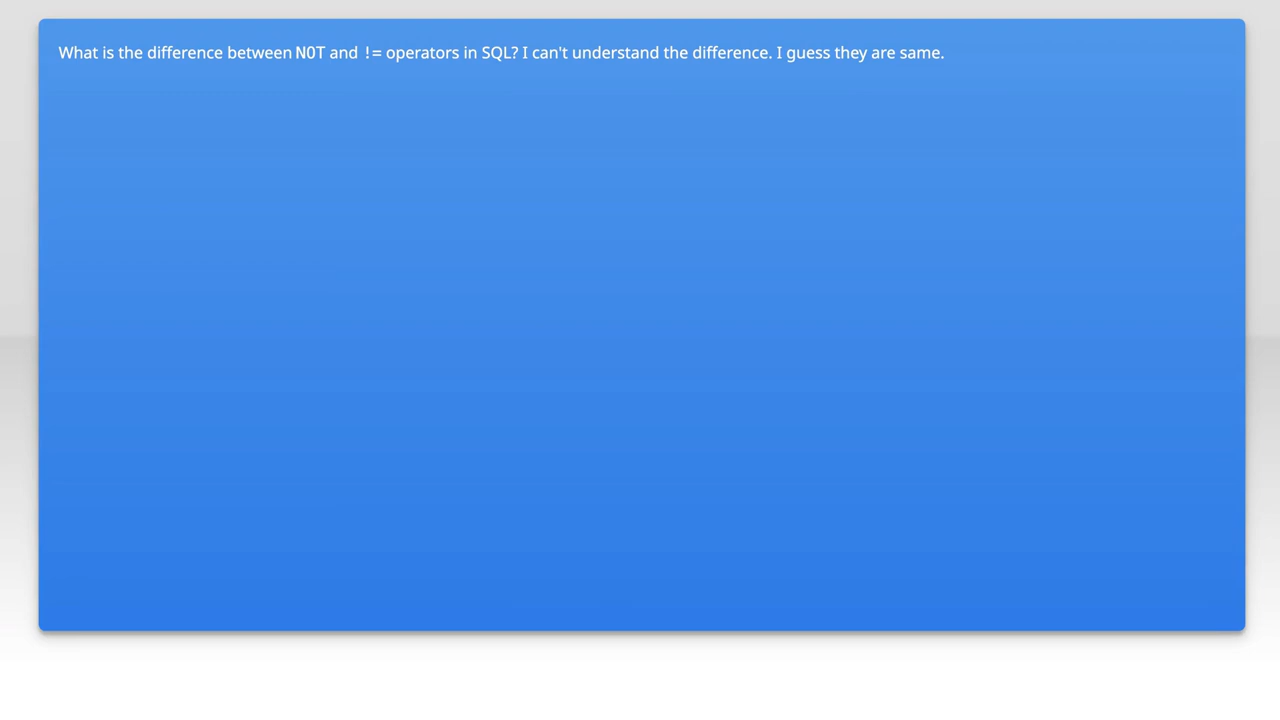 What is the difference between NOT and != operators in SQL? I can't understand the difference. I guess they are same.